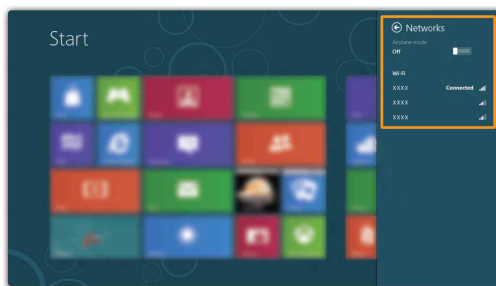 Start
Networks
Airplane mode
Off
Wi-Fi
XXXX Connected
XXXX
XXXX